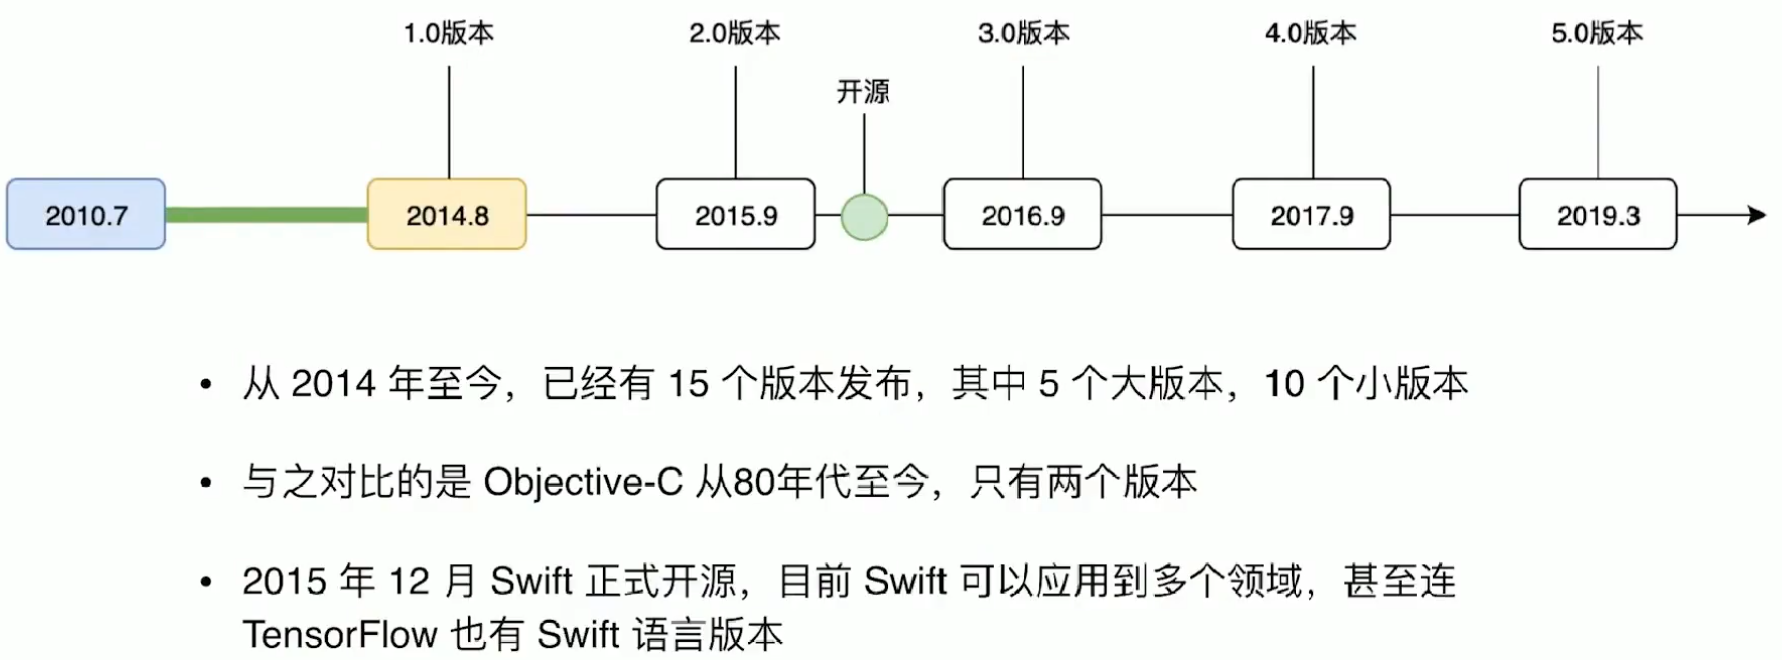 1.0版本 2.0版本 3.0版本 4.0版本 5.0版本
开源
2010.7 2014.8 2015.9 2016.9 2017.9 2019.3
• 从 2014 年至今，已经有 15 个版本发布，其中 5 个大版本，10 个小版本
• 与之对比的是 Objective-C 从80年代至今，只有两个版本
• 2015 年 12 月 Swift 正式开源，目前 Swift 可以应用到多个领域，甚至连
TensorFlow 也有 Swift 语言版本